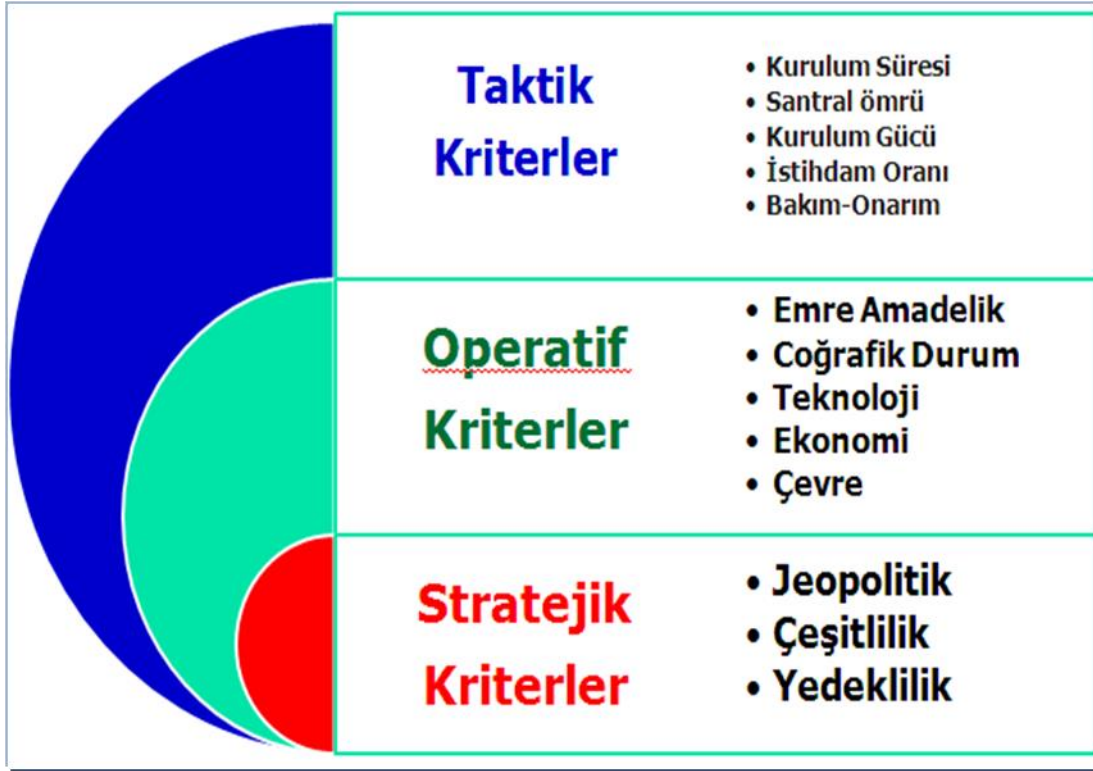 Taktik
Kriterler
• Kurulum Süresi
• Santral ömrü
• Kurulum Gücü
• İstihdam Oranı
• Bakım-Onarım
Operatif
Kriterler
• Emre Amadelik
• Coğrafik Durum
• Teknoloji
• Ekonomi
• Çevre
Stratejik
Kriterler
• Jeopolitik
• Çeşitlilik
• Yedeklilik